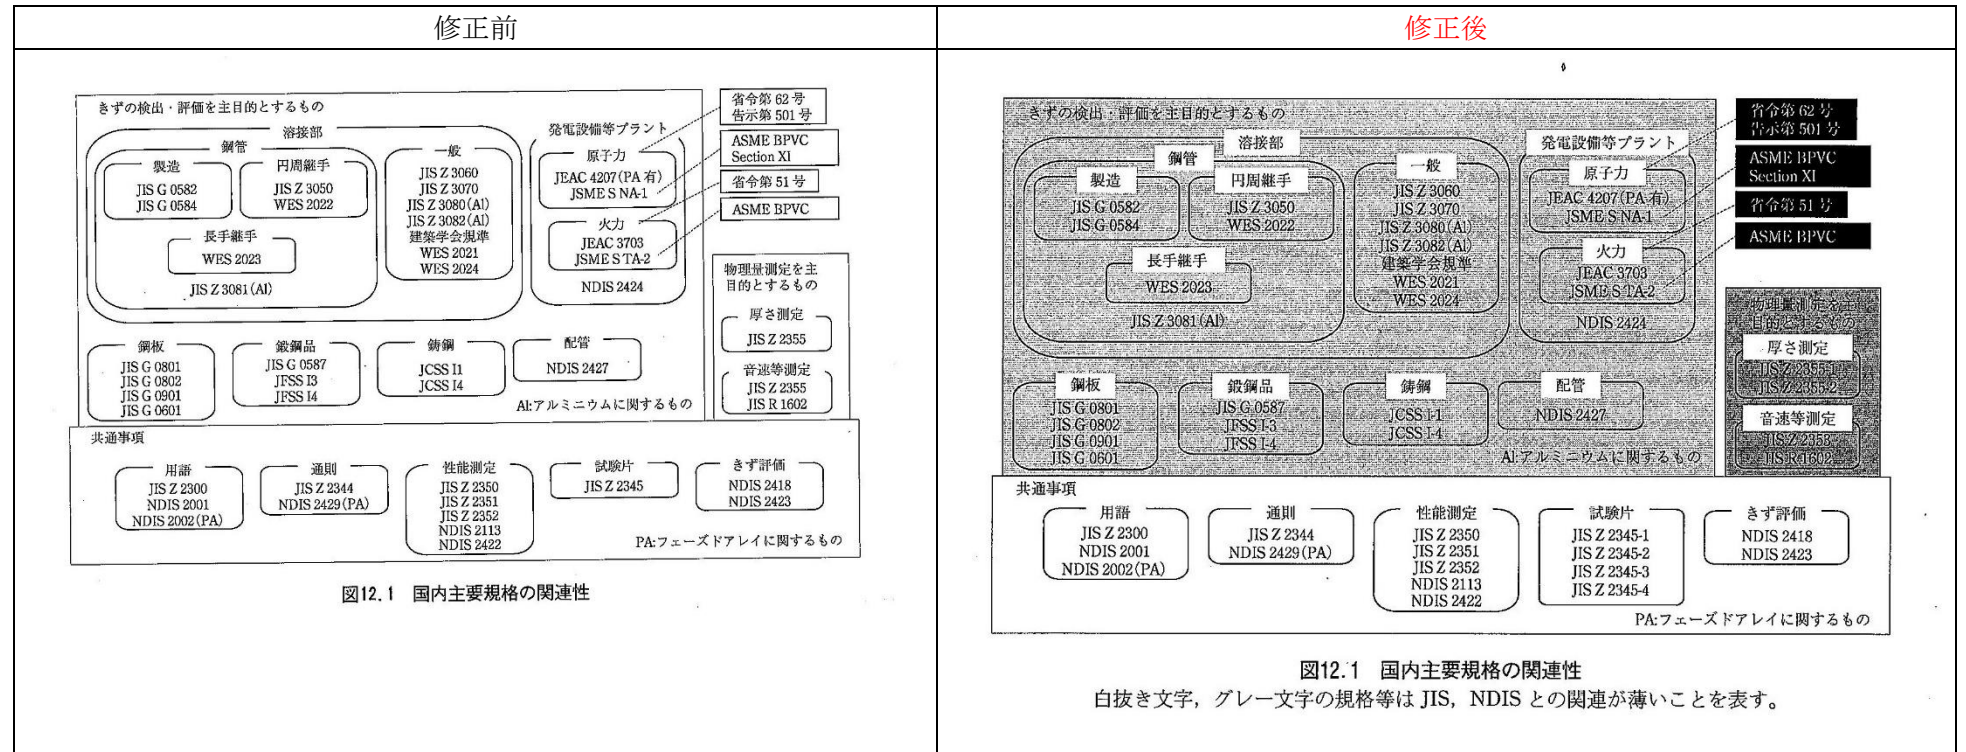 修正前
きずの検出・評価を主目的とするもの
溶接部
鋼管
製造
JIS G 0582
JIS G 0584
円周継手
JIS Z 3050
WES 2022
長手継手
WES 2023
JIS Z 3081(Al)
一般
JIS Z 3060
JIS Z 3070
JIS Z 3080(Al)
JIS Z 3082(Al)
建築学会規準
WES 2021
WES 2024
発電設備等プラント
原子力
JEAC 4207(PA 有)
JSME S NA-1
火力
JEAC 3703
JSME S TA-2
NDIS 2424
省令第 62 号
告示第 501 号
ASME BPVC
Section XI
省令第 51 号
ASME BPVC
物理量測定を主
目的とするもの
厚さ測定
JIS Z 2355
音速等測定
JIS Z 2355
JIS R 1602
鋼板
JIS G 0801
JIS G 0802
JIS G 0901
JIS G 0601
鍛鋼品
JIS G 0587
JFSS I3
JFSS I4
鋳鋼
JCSS I1
JCSS I4
配管
NDIS 2427
Al:アルミニウムに関するもの
共通事項
用語
JIS Z 2300
NDIS 2001
NDIS 2002(PA)
通則
JIS Z 2344
NDIS 2429(PA)
性能測定
JIS Z 2350
JIS Z 2351
JIS Z 2352
NDIS 2113
NDIS 2422
試験片
JIS Z 2345
きず評価
NDIS 2418
NDIS 2423
PA:フェーズドアレイに関するもの
図12.1 国内主要規格の関連性
修正後
きずの検出・評価を主目的とするもの
溶接部
鋼管
製造
JIS G 0582
JIS G 0584
円周継手
JIS Z 3050
WES 2022
長手継手
WES 2023
JIS Z 3081(Al)
一般
JIS Z 3060
JIS Z 3070
JIS Z 3080(Al)
JIS Z 3082(Al)
建築学会規準
WES 2021
WES 2024
発電設備等プラント
原子力
JEAC 4207(PA 有)
JSME S NA-1
火力
JEAC 3703
JSME S TA-2
NDIS 2424
省令第 62 号
告示第 501 号
ASME BPVC
Section XI
省令第 51 号
ASME BPVC
物理量測定を主
目的とするもの
厚さ測定
JIS Z 2355-1
JIS Z 2355-2
音速等測定
JIS Z 2353
JIS R 1602
鋼板
JIS G 0801
JIS G 0802
JIS G 0901
JIS G 0601
鍛鋼品
JIS G 0587
JFSS I-3
JFSS I-4
鋳鋼
JCSS I-1
JCSS I-4
配管
NDIS 2427
Al:アルミニウムに関するもの
共通事項
用語
JIS Z 2300
NDIS 2001
NDIS 2002(PA)
通則
JIS Z 2344
NDIS 2429(PA)
性能測定
JIS Z 2350
JIS Z 2351
JIS Z 2352
NDIS 2113
NDIS 2422
試験片
JIS Z 2345-1
JIS Z 2345-2
JIS Z 2345-3
JIS Z 2345-4
きず評価
NDIS 2418
NDIS 2423
PA:フェーズドアレイに関するもの
図12.1 国内主要規格の関連性
白抜き文字，グレー文字の規格等は JIS，NDIS との関連が薄いことを表す。